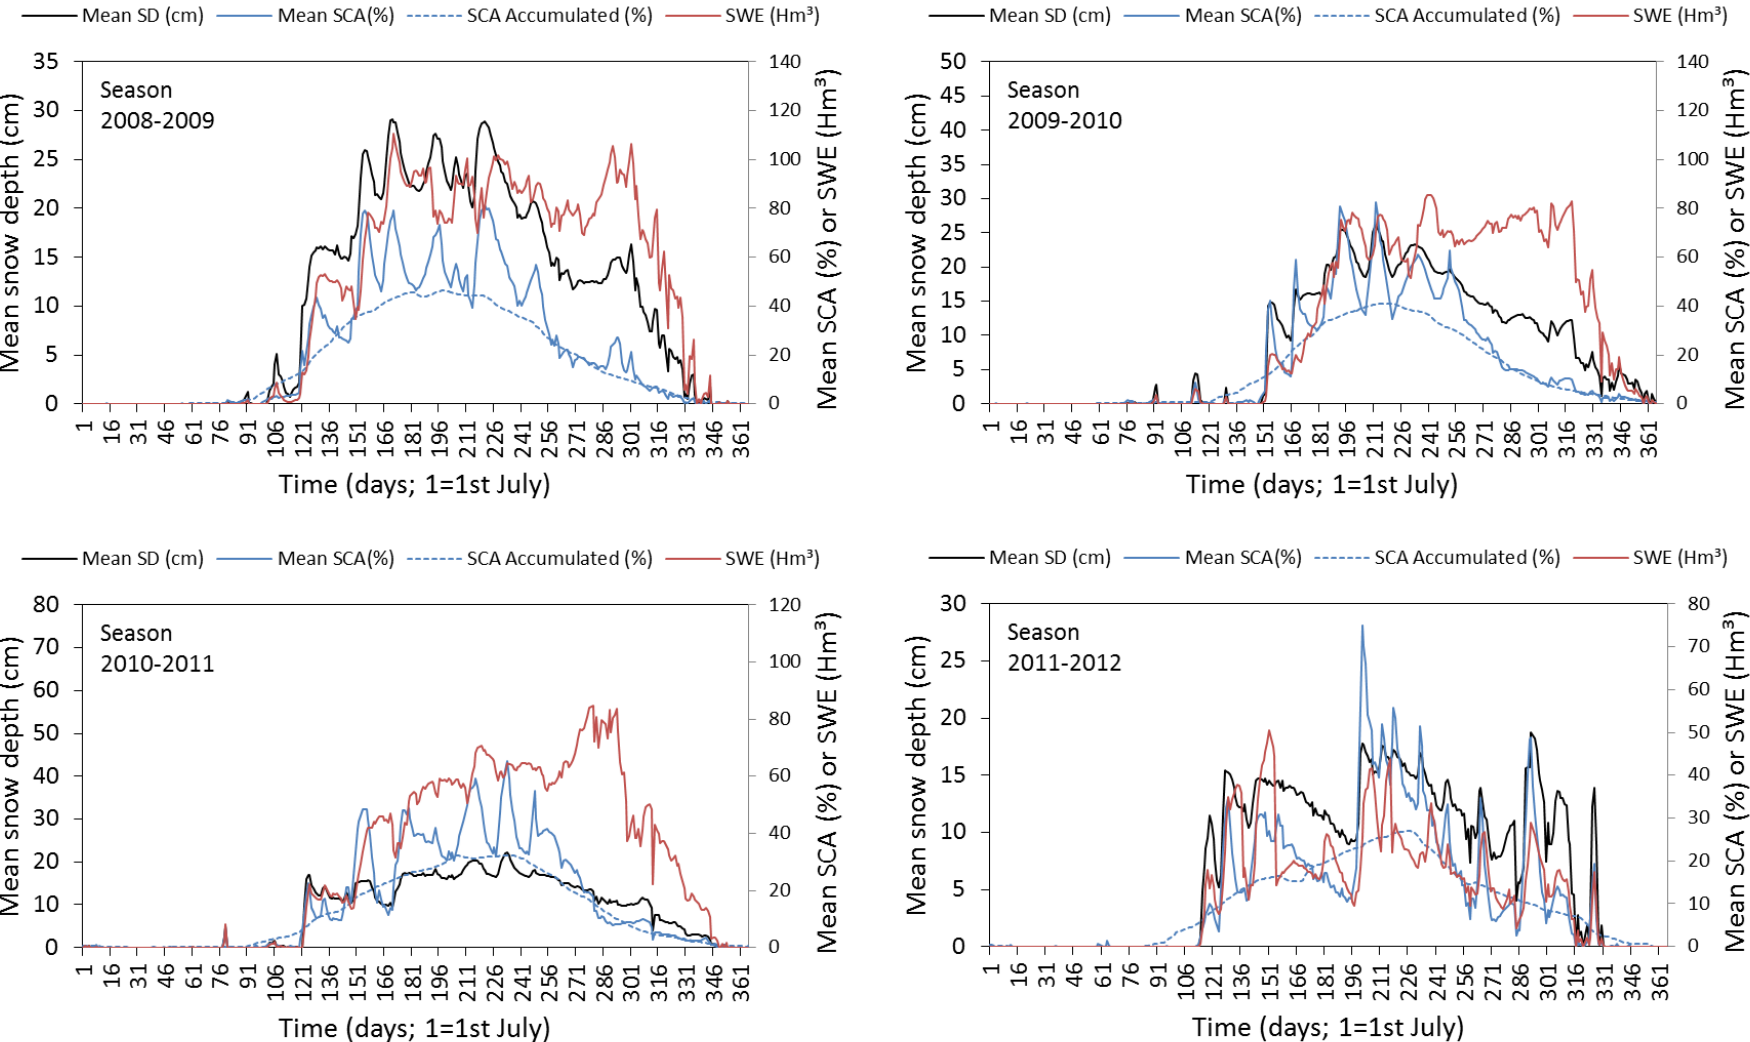 Mean SD (cm) Mean SCA(%) SCA Accumulated (%) SWE (Hm³)
Mean snow depth (cm)
35
30
25
20
15
10
5
0
Season
2008-2009
140
120
100
80
60
40
20
0
Mean SCA (%) or SWE (Hm³)
1 16 31 46 61 76 91 106 121 136 151 166 181 196 211 226 241 256 271 286 301 316 331 346 361
Time (days; 1=1st July)
Mean SD (cm) Mean SCA(%) SCA Accumulated (%) SWE (Hm³)
Mean snow depth (cm)
50
45
40
35
30
25
20
15
10
5
0
Season
2009-2010
140
120
100
80
60
40
20
0
Mean SCA (%) or SWE (Hm³)
1 16 31 46 61 76 91 106 121 136 151 166 181 196 211 226 241 256 271 286 301 316 331 346 361
Time (days; 1=1st July)
Mean SD (cm) Mean SCA(%) SCA Accumulated (%) SWE (Hm³)
Mean snow depth (cm)
80
70
60
50
40
30
20
10
0
Season
2010-2011
120
100
80
60
40
20
0
Mean SCA (%) or SWE (Hm³)
1 16 31 46 61 76 91 106 121 136 151 166 181 196 211 226 241 256 271 286 301 316 331 346 361
Time (days; 1=1st July)
Mean SD (cm) Mean SCA(%) SCA Accumulated (%) SWE (Hm³)
Mean snow depth (cm)
30
25
20
15
10
5
0
Season
2011-2012
80
70
60
50
40
30
20
10
0
Mean SCA (%) or SWE (Hm³)
1 16 31 46 61 76 91 106 121 136 151 166 196 181 211 226 241 256 271 286 301 316 331 346 361
Time (days; 1=1st July)